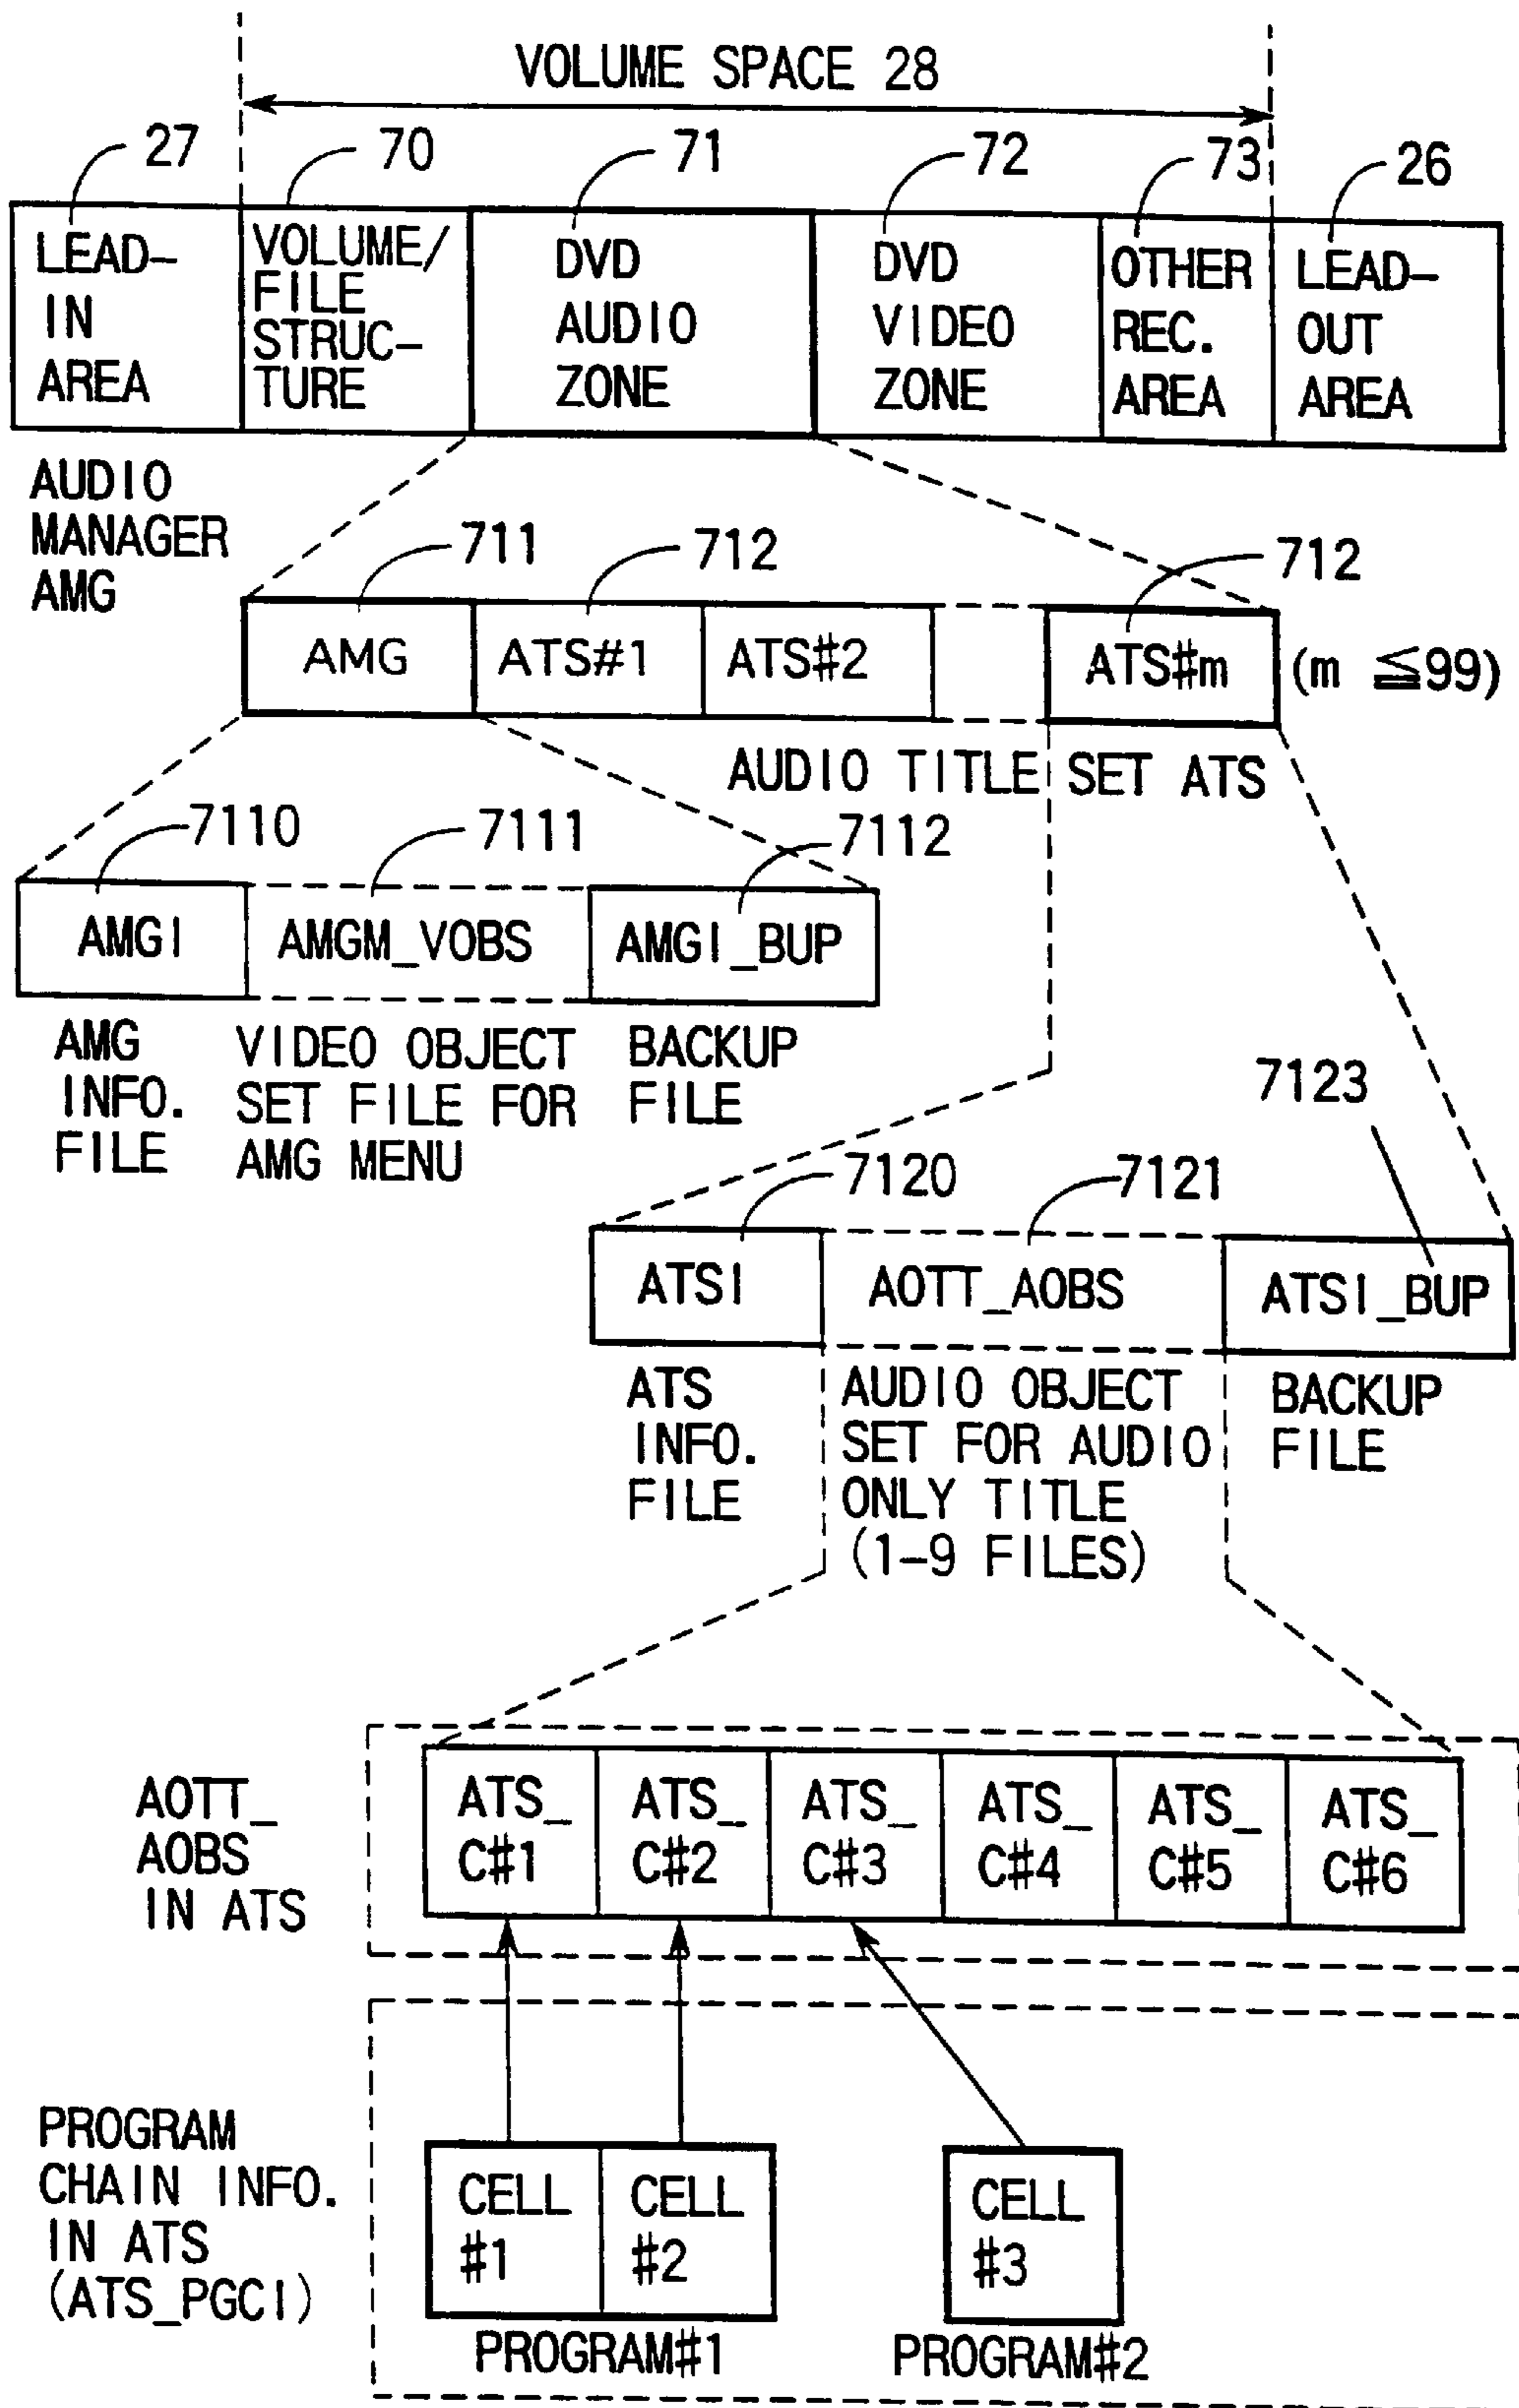 VOLUME SPACE 28
27
70
71
72
73
26
LEAD-
IN
AREA
VOLUME/
FILE
STRUC-
TURE
DVD
AUDIO
ZONE
DVD
VIDEO
ZONE
OTHER
REC.
AREA
LEAD-
OUT
AREA
AUDIO
MANAGER
AMG
711
712
712
AMG
ATS#1
ATS#2
ATS#m
(m ≦99)
AUDIO TITLE SET ATS
7110
7111
7112
AMGI
AMGM_VOBS
AMGI_BUP
AMG
INFO.
FILE
VIDEO OBJECT
SET FILE FOR
AMG MENU
BACKUP
FILE
7123
7120
7121
ATSI
AOTT_AOBS
ATSI_BUP
ATS
INFO.
FILE
AUDIO OBJECT
SET FOR AUDIO
ONLY TITLE
(1-9 FILES)
BACKUP
FILE
AOTT_
AOBS
IN ATS
ATS_
C#1
ATS_
C#2
ATS_
C#3
ATS_
C#4
ATS_
C#5
ATS_
C#6
PROGRAM
CHAIN INFO.
IN ATS
(ATS_PGCI)
CELL
#1
CELL
#2
CELL
#3
PROGRAM#1
PROGRAM#2